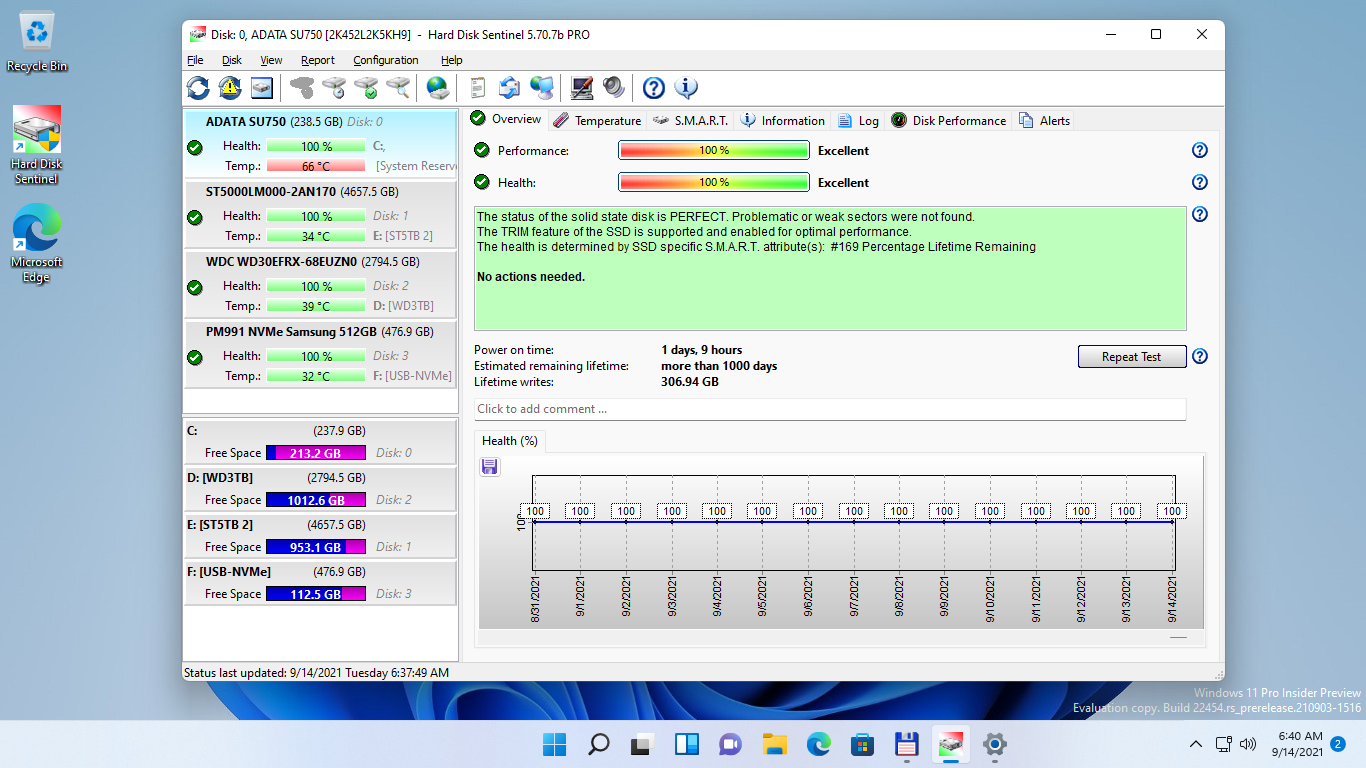 Recycle Bin
Hard Disk
Sentinel
Microsoft
Edge
Disk: 0, ADATA SU750 [2K452L2K5KH9] - Hard Disk Sentinel 5.70.7b PRO
File Disk View Report Configuration Help
ADATA SU750 (238.5 GB) Disk: 0
Health: 100 % C:,
Temp.: 66 °C [System Reserve
ST5000LM000-2AN170 (4657.5 GB)
Health: 100 % Disk: 1
Temp.: 34 °C E: [ST5TB 2]
WDC WD30EFRX-68EUZN0 (2794.5 GB)
Health: 100 % Disk: 2
Temp.: 39 °C D: [WD3TB]
PM991 NVMe Samsung 512GB (476.9 GB)
Health: 100 % Disk: 3
Temp.: 32 °C F: [USB-NVMe]
C: (237.9 GB)
Free Space 213.2 GB Disk: 0
D: [WD3TB] (2794.5 GB)
Free Space 1012.6 GB Disk: 2
E: [ST5TB 2] (4657.5 GB)
Free Space 953.1 GB Disk: 1
F: [USB-NVMe] (476.9 GB)
Free Space 112.5 GB Disk: 3
Overview Temperature S.M.A.R.T. Information Log Disk Performance Alerts
Performance: 100 % Excellent
Health: 100 % Excellent
The status of the solid state disk is PERFECT. Problematic or weak sectors were not found.
The TRIM feature of the SSD is supported and enabled for optimal performance.
The health is determined by SSD specific S.M.A.R.T. attribute(s): #169 Percentage Lifetime Remaining
No actions needed.
Power on time: 1 days, 9 hours
Estimated remaining lifetime: more than 1000 days
Lifetime writes: 306.94 GB
Repeat Test
Click to add comment ...
Health (%)
100 100 100 100 100 100 100 100 100 100 100 100 100 100 100
100
8/31/2021 9/1/2021 9/2/2021 9/3/2021 9/4/2021 9/5/2021 9/6/2021 9/7/2021 9/8/2021 9/9/2021 9/10/2021 9/11/2021 9/12/2021 9/13/2021 9/14/2021
Status last updated: 9/14/2021 Tuesday 6:37:49 AM
Windows 11 Pro Insider Preview
Evaluation copy. Build 22454.rs_prerelease.210903-1516
6:40 AM
9/14/2021
2